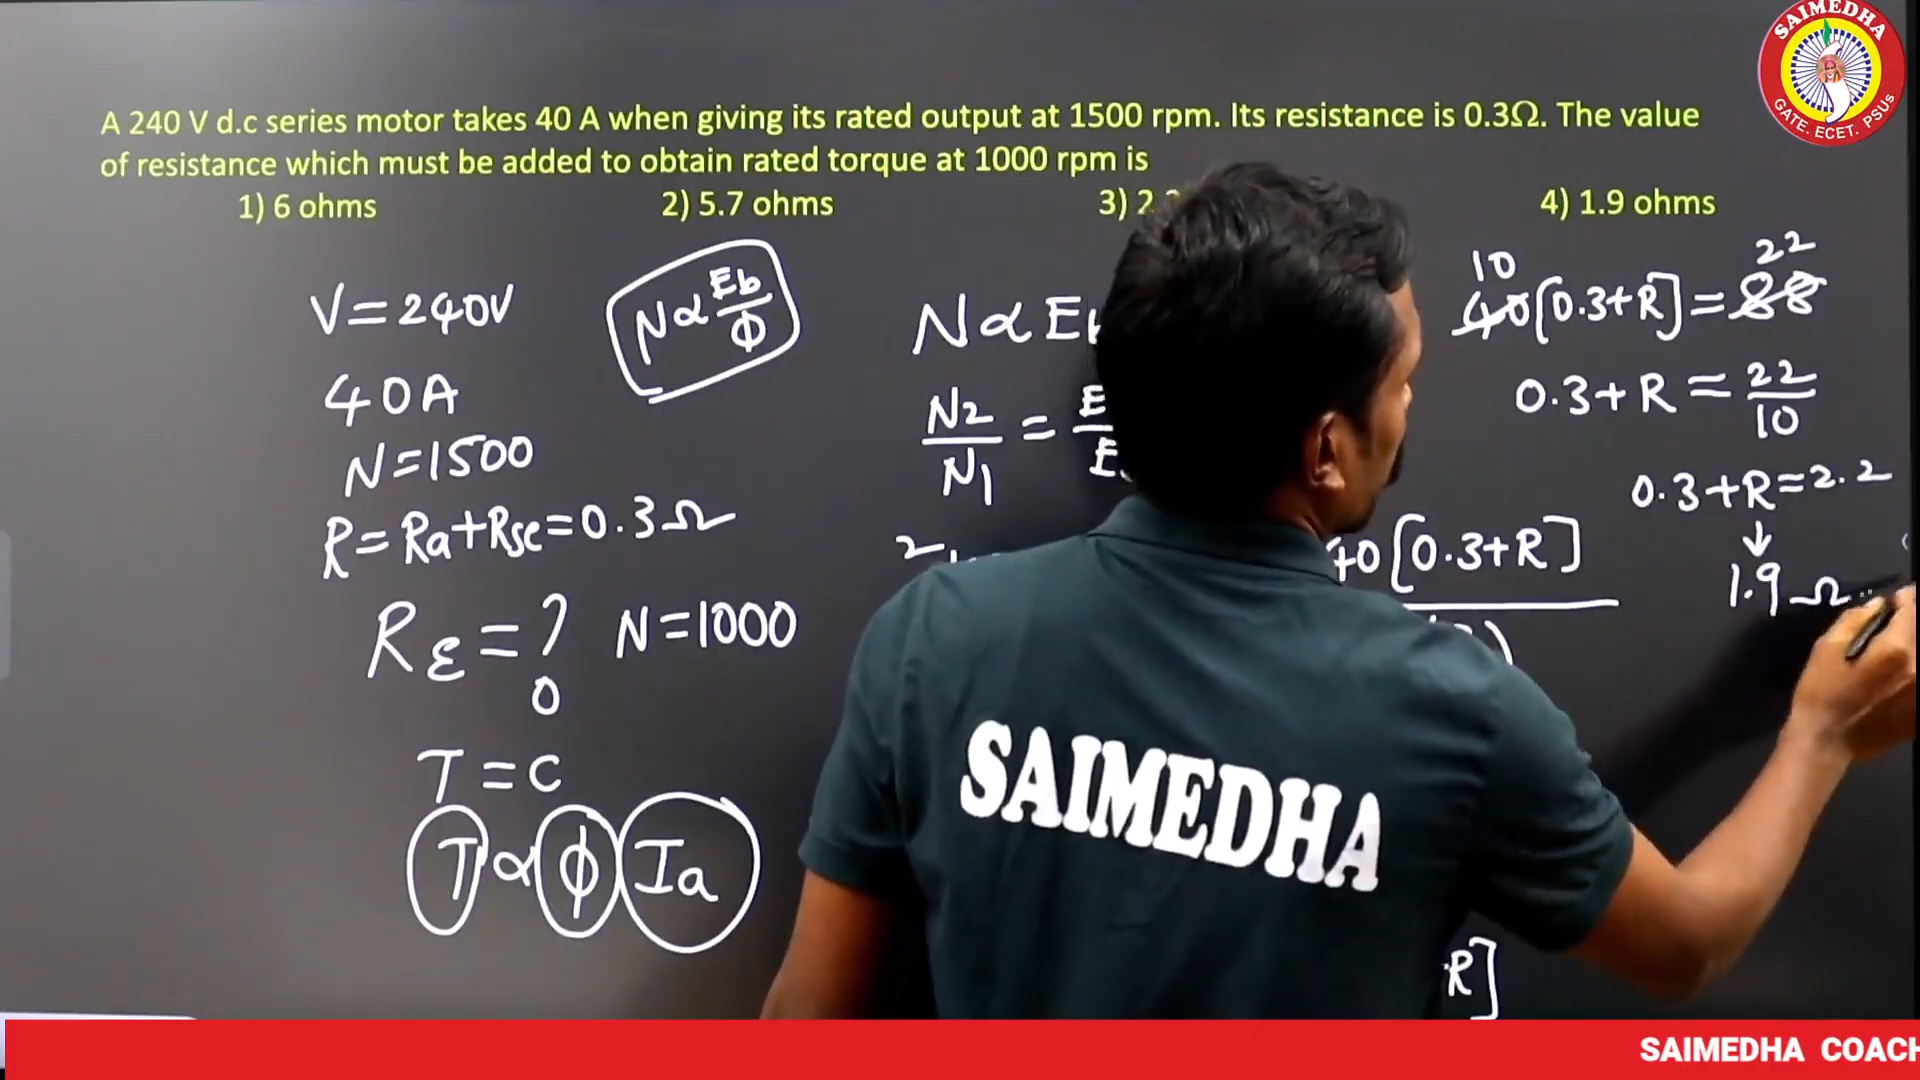 SAIMEDHA
GATE. ECET. PSUs
A 240 V d.c series motor takes 40 A when giving its rated output at 1500 rpm. Its resistance is 0.3Ω. The value
of resistance which must be added to obtain rated torque at 1000 rpm is
1) 6 ohms 2) 5.7 ohms 3) 2.2 4) 1.9 ohms
V=240V
40A
N=1500
R=Ra+Rse=0.3Ω
RE=? N=1000
0
T=C
T∝ΦIa
N∝Eb/Φ
N∝Eb
N2/N1 = E/E
2
40[0.3+R]
R]
10 22
40[0.3+R]=88
0.3+R=22/10
0.3+R=2.2
↓
1.9Ω
SAIMEDHA
SAIMEDHA COACH